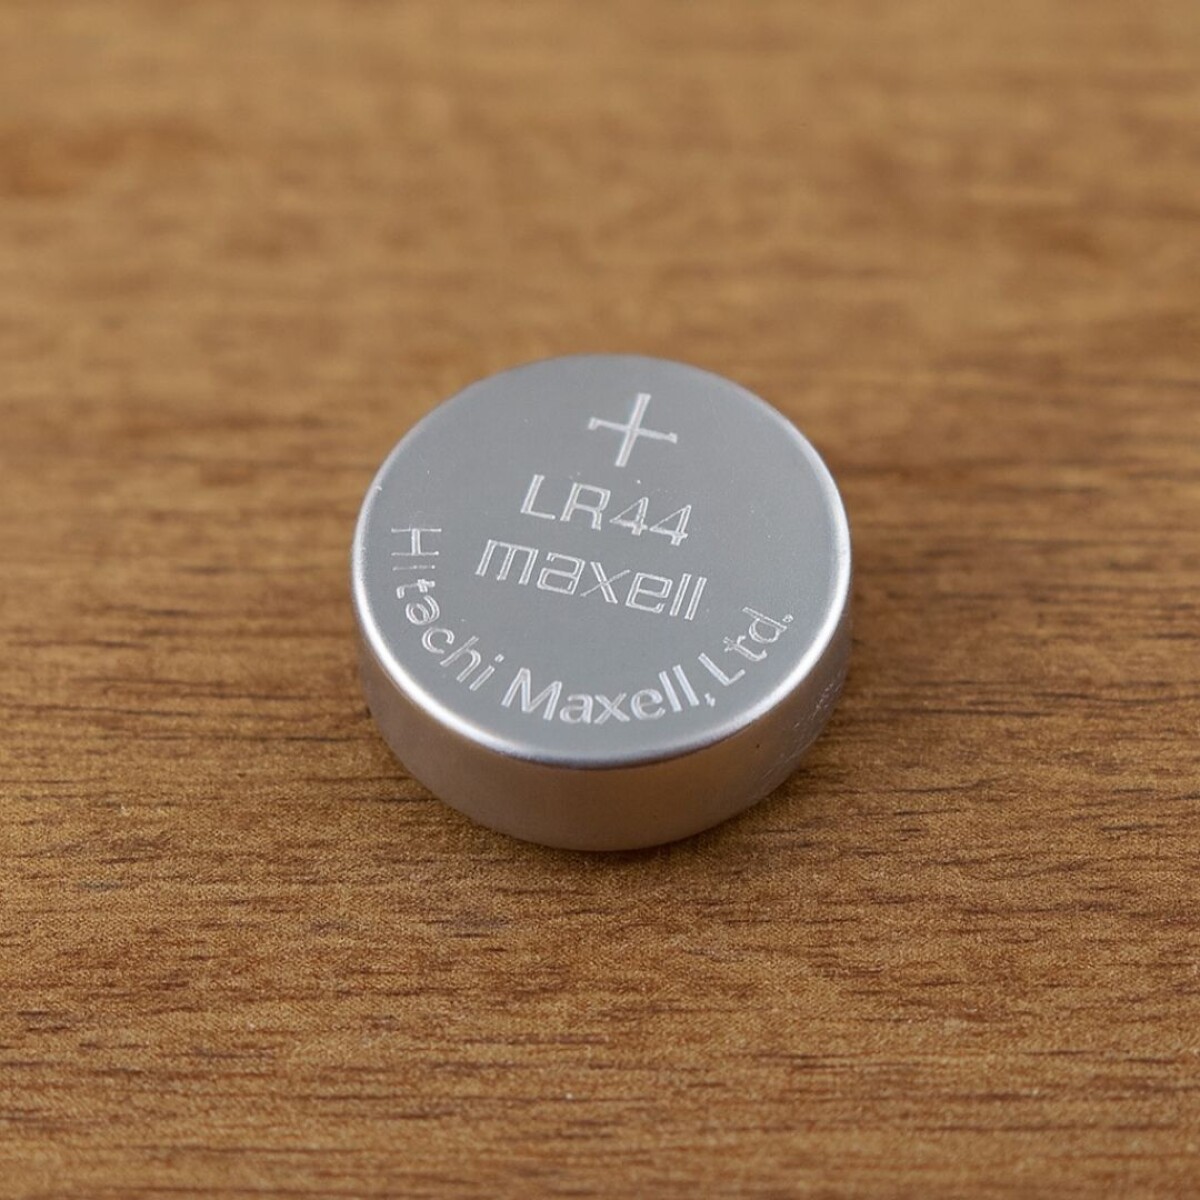 +
LR44
maxell
Hitachi Maxell, Ltd.